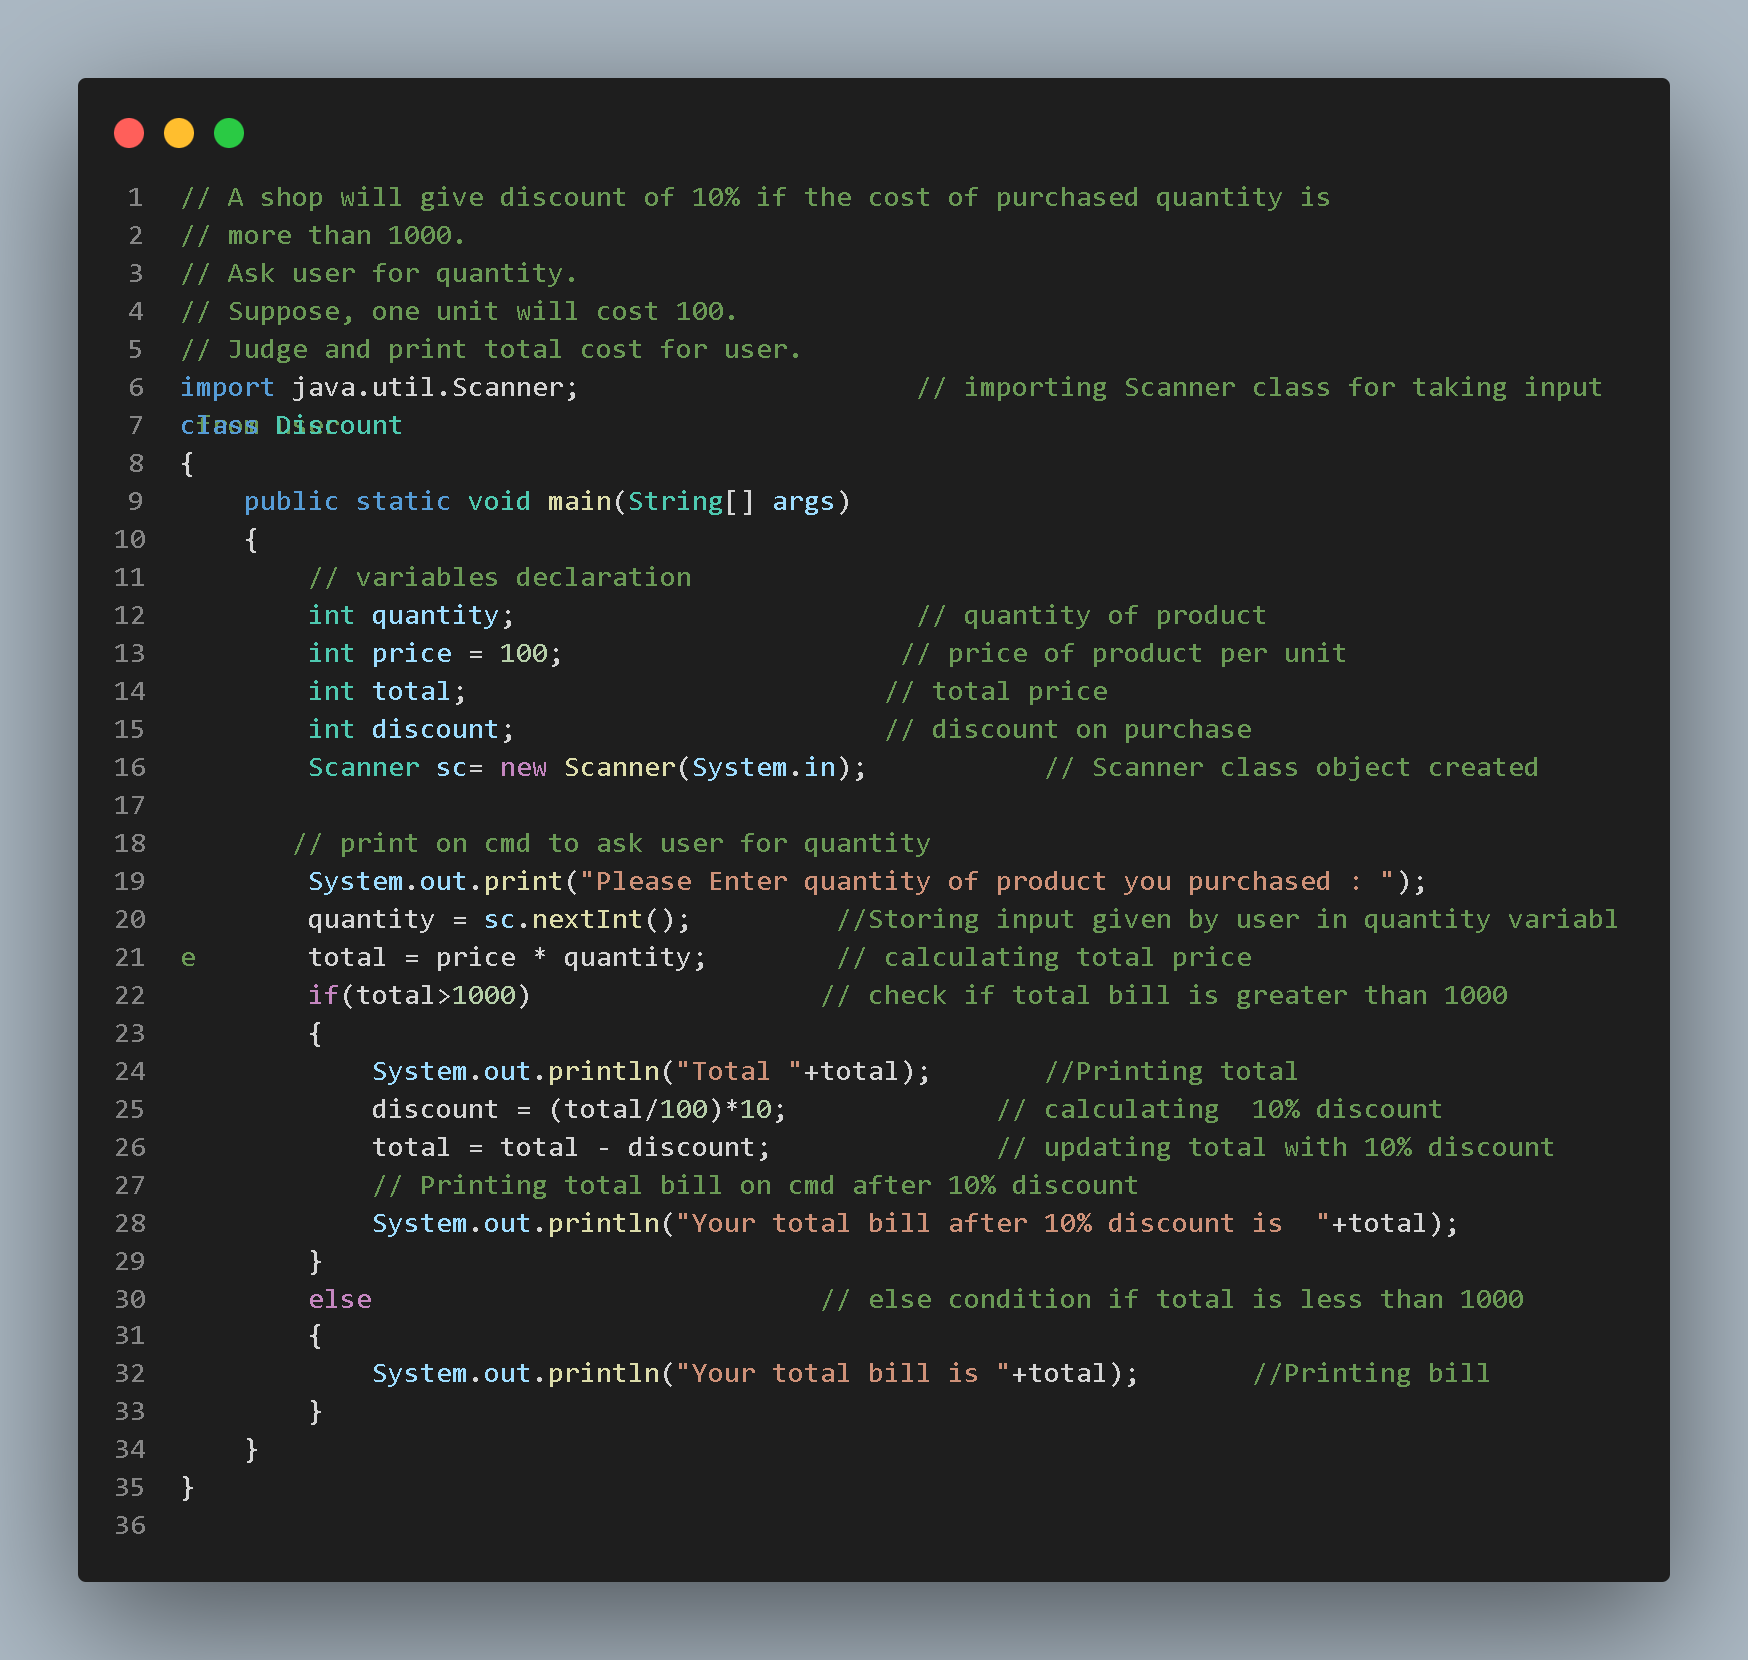 1 // A shop will give discount of 10% if the cost of purchased quantity is
2 // more than 1000.
3 // Ask user for quantity.
4 // Suppose, one unit will cost 100.
5 // Judge and print total cost for user.
6 import java.util.Scanner;                     // importing Scanner class for taking input
from user
7 class Discount
8 {
9     public static void main(String[] args)
10     {
11         // variables declaration
12         int quantity;                         // quantity of product
13         int price = 100;                     // price of product per unit
14         int total;                          // total price
15         int discount;                       // discount on purchase
16         Scanner sc= new Scanner(System.in);           // Scanner class object created
17
18        // print on cmd to ask user for quantity
19         System.out.print("Please Enter quantity of product you purchased : ");
20         quantity = sc.nextInt();         //Storing input given by user in quantity variabl
e
21         total = price * quantity;        // calculating total price
22         if(total>1000)                  // check if total bill is greater than 1000
23         {
24             System.out.println("Total "+total);       //Printing total
25             discount = (total/100)*10;             // calculating  10% discount
26             total = total - discount;              // updating total with 10% discount
27             // Printing total bill on cmd after 10% discount
28             System.out.println("Your total bill after 10% discount is  "+total);
29         }
30         else                            // else condition if total is less than 1000
31         {
32             System.out.println("Your total bill is "+total);       //Printing bill
33         }
34     }
35 }
36